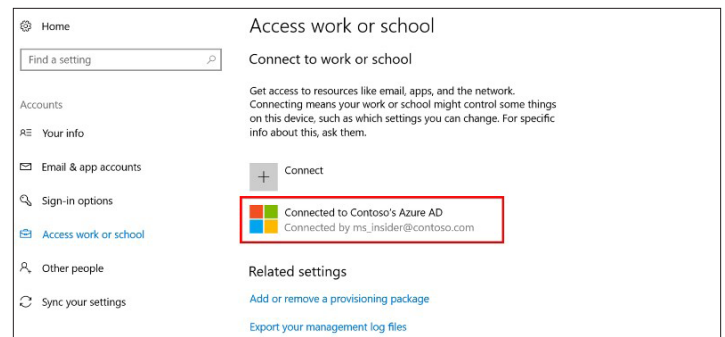 Home
Find a setting
Accounts
Your info
Email & app accounts
Sign-in options
Access work or school
Other people
Sync your settings
Access work or school
Connect to work or school
Get access to resources like email, apps, and the network.
Connecting means your work or school might control some things
on this device, such as which settings you can change. For specific
info about this, ask them.
Connect
Connected to Contoso's Azure AD
Connected by ms_insider@contoso.com
Related settings
Add or remove a provisioning package
Export your management log files